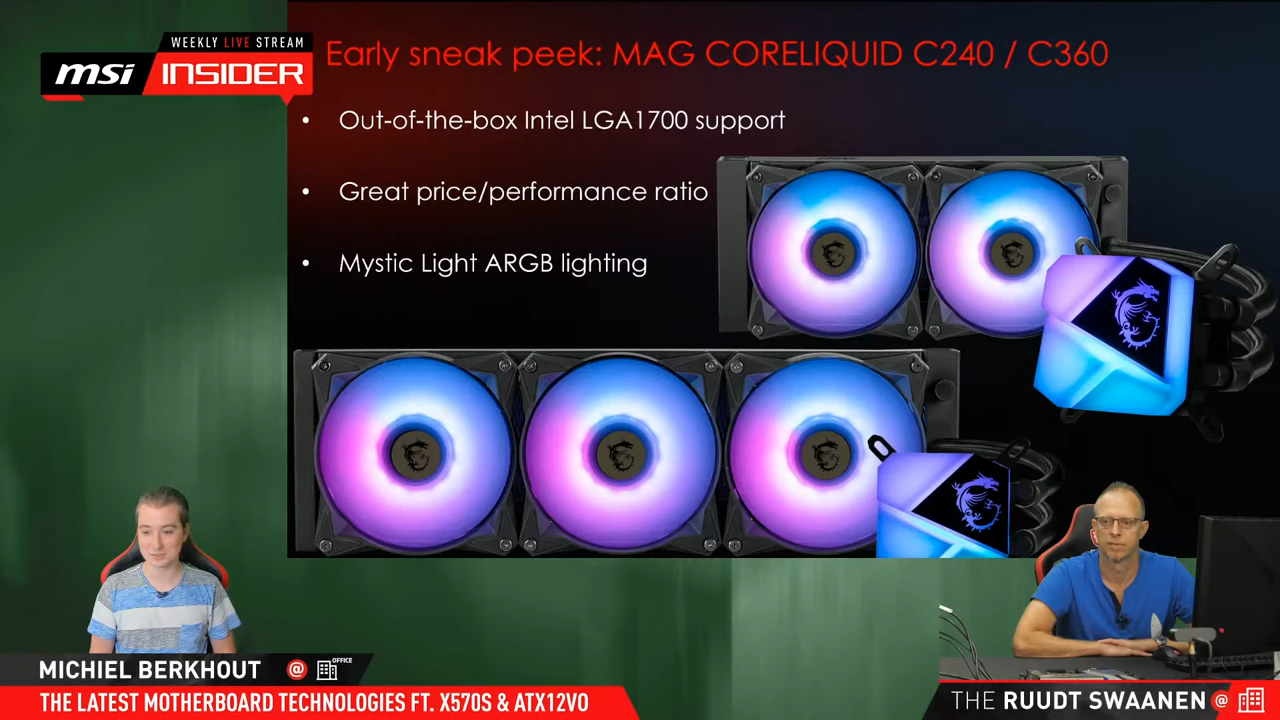 WEEKLY LIVE STREAM
msi INSIDER
Early sneak peek: MAG CORELIQUID C240 / C360
• Out-of-the-box Intel LGA1700 support
• Great price/performance ratio
• Mystic Light ARGB lighting
MICHIEL BERKHOUT @ OFFICE
THE LATEST MOTHERBOARD TECHNOLOGIES FT. X570S & ATX12VO
THE RUUDT SWAANEN @